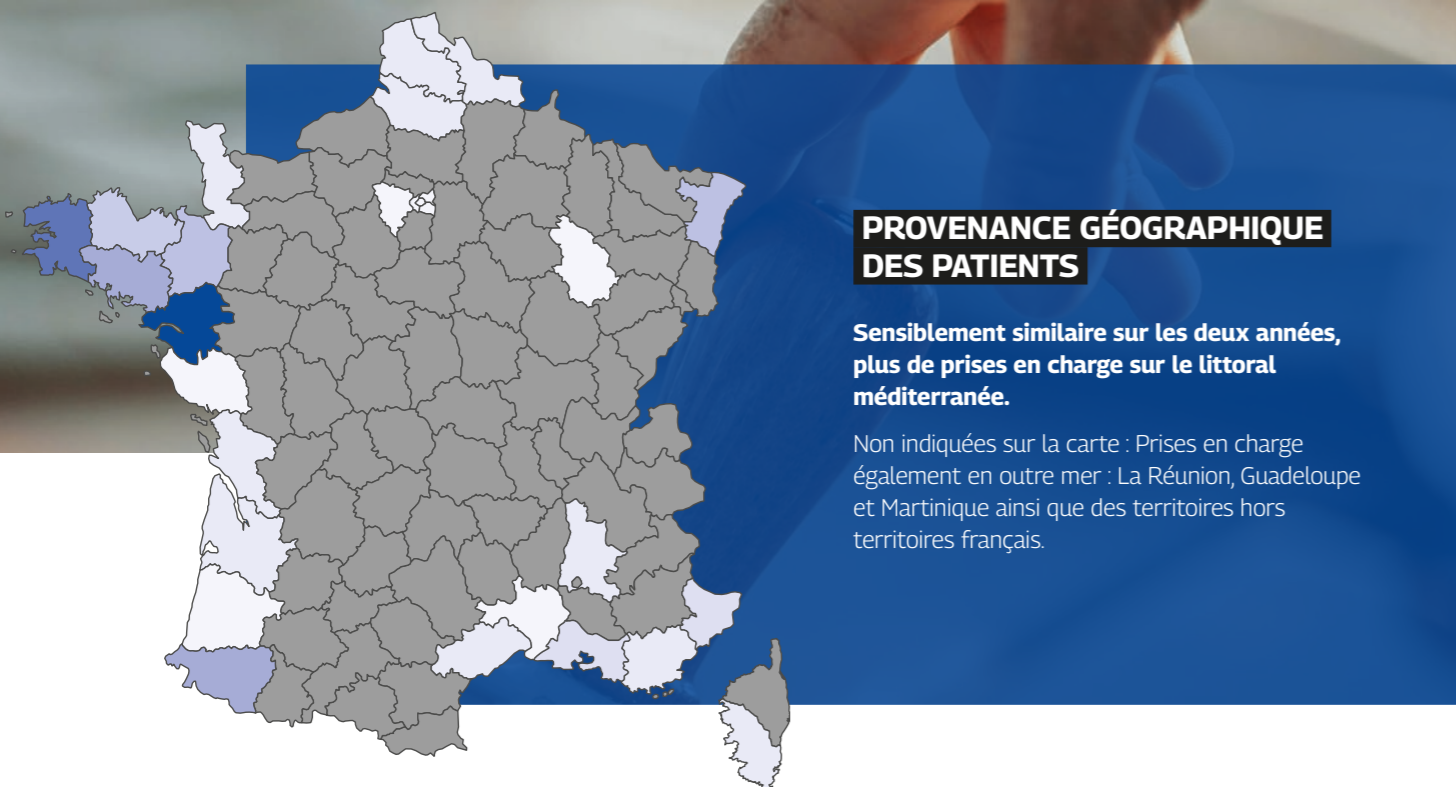 PROVENANCE GÉOGRAPHIQUE
DES PATIENTS
Sensiblement similaire sur les deux années,
plus de prises en charge sur le littoral
méditerranée.
Non indiquées sur la carte : Prises en charge
également en outre mer : La Réunion, Guadeloupe
et Martinique ainsi que des territoires hors
territoires français.